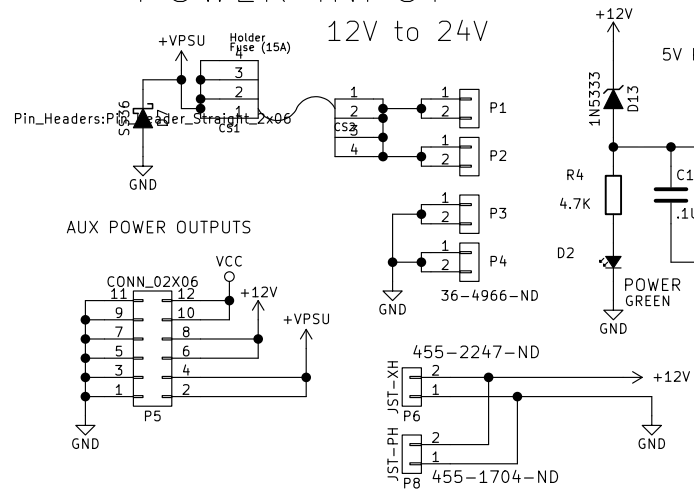 POWER INPUT
12V to 24V
+12V
5V
Holder
Fuse (15A)
+VPSU
4
3
2
1
CS1
SS36
D7
Pin_Headers:Pin_Header_Straight_2x06
GND
1
2
3
4
CS2
1
2
P1
1
2
P2
1
2
P3
1
2
P4
36-4966-ND
GND
1N5333
D13
R4
4.7K
C1
.1U
D2
POWER
GREEN
GND
AUX POWER OUTPUTS
VCC
CONN_02X06
+12V
+VPSU
11 12
9 10
7 8
5 6
3 4
1 2
P5
GND
455-2247-ND
JST-XH
2
1
P6
+12V
GND
JST-PH
2
1
P8
455-1704-ND